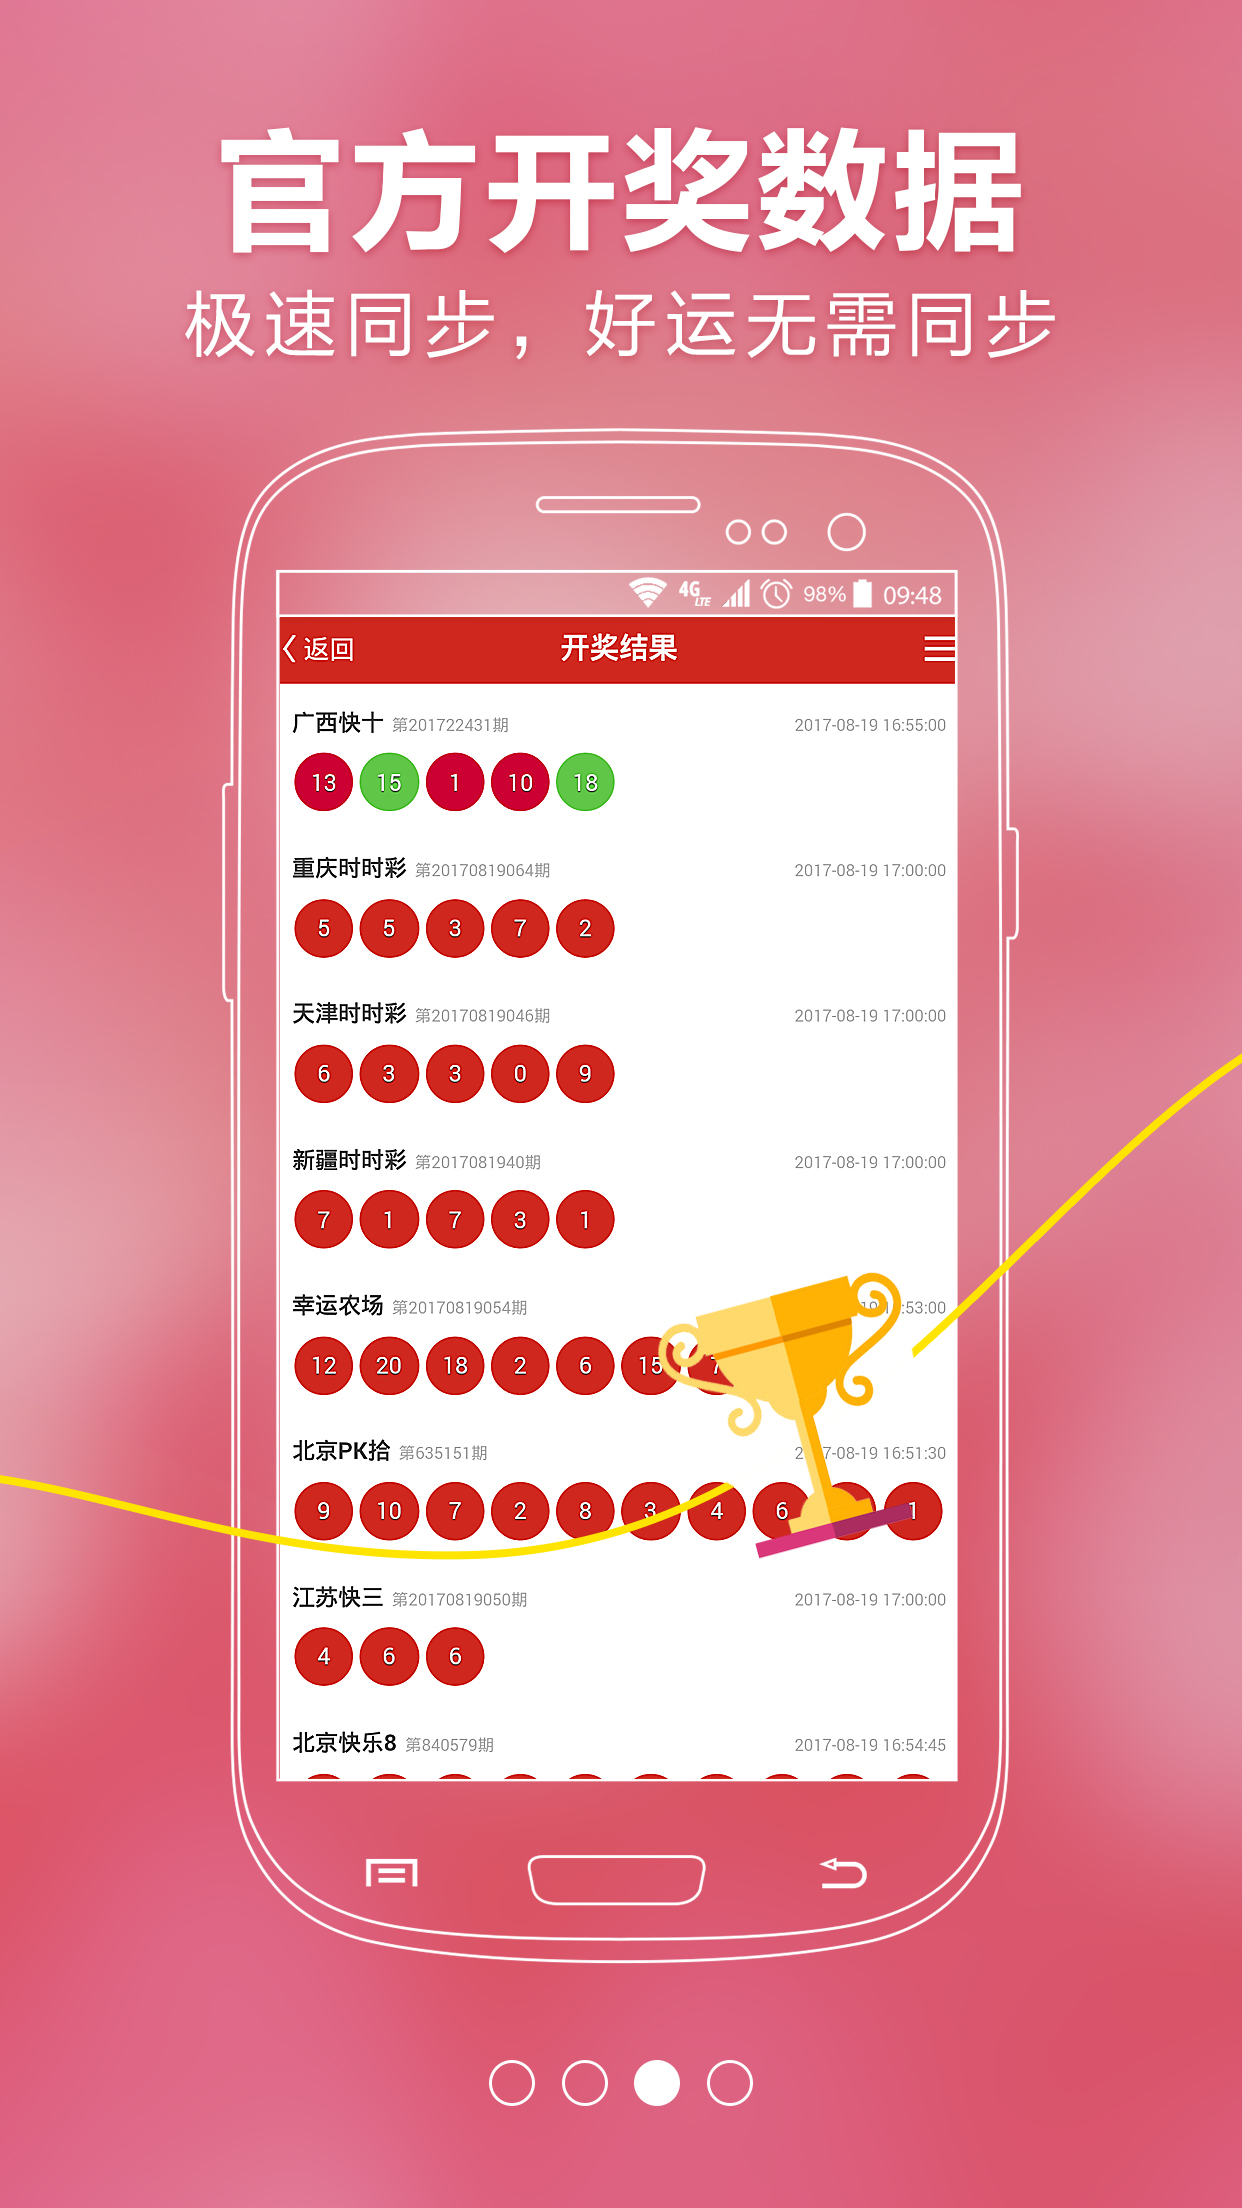 官方开奖数据
极速同步，好运无需同步
4G LTE 98% 09:48
返回 开奖结果
广西快十 第201722431期 2017-08-19 16:55:00
13 15 1 10 18
重庆时时彩 第20170819064期 2017-08-19 17:00:00
5 5 3 7 2
天津时时彩 第20170819046期 2017-08-19 17:00:00
6 3 3 0 9
新疆时时彩 第2017081940期 2017-08-19 17:00:00
7 1 7 3 1
幸运农场 第20170819054期 :53:00
12 20 18 2 6 15
北京PK拾 第635151期 7-08-19 16:51:30
9 10 7 2 8 3 4 6 1
江苏快三 第20170819050期 2017-08-19 17:00:00
4 6 6
北京快乐8 第840579期 2017-08-19 16:54:45